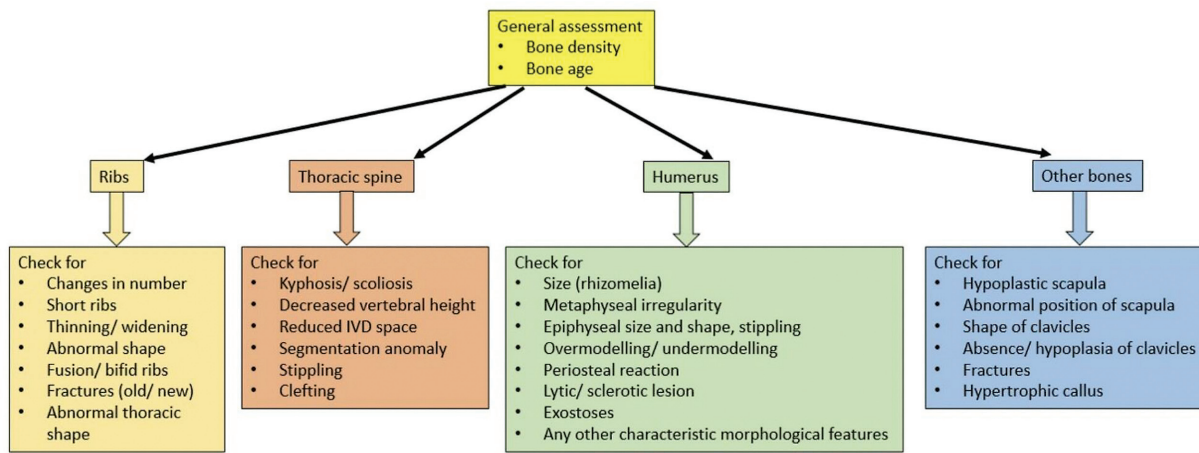 General assessment
• Bone density
• Bone age
Ribs
Thoracic spine
Humerus
Other bones
Check for
• Changes in number
• Short ribs
• Thinning/ widening
• Abnormal shape
• Fusion/ bifid ribs
• Fractures (old/ new)
• Abnormal thoracic
shape
Check for
• Kyphosis/ scoliosis
• Decreased vertebral height
• Reduced IVD space
• Segmentation anomaly
• Stippling
• Clefting
Check for
• Size (rhizomelia)
• Metaphyseal irregularity
• Epiphyseal size and shape, stippling
• Overmodelling/ undermodelling
• Periosteal reaction
• Lytic/ sclerotic lesion
• Exostoses
• Any other characteristic morphological features
Check for
• Hypoplastic scapula
• Abnormal position of scapula
• Shape of clavicles
• Absence/ hypoplasia of clavicles
• Fractures
• Hypertrophic callus